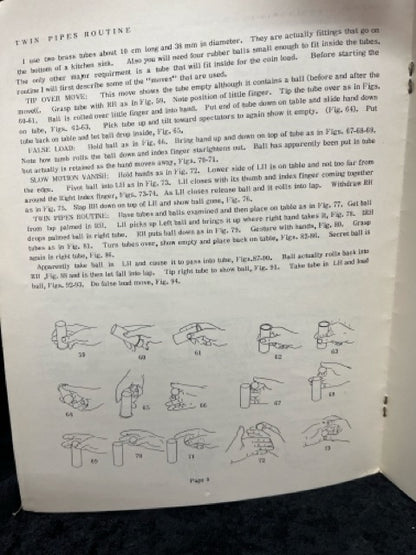 TWIN PIPES ROUTINE
I use two brass tubes about 10 cm long and 38 mm in diameter. They are actually fittings that go on
the bottom of a kitchen sink. Also you will need four rubber balls small enough to fit inside the tubes.
The only other major requirment is a tube that will fit inside for the coin load. Before starting the
routine I will first describe some of the "moves" that are used.
TIP OVER MOVE: This move shows the tube empty although it contains a ball (before and after the
move). Grasp tube with RH as in Fig. 59. Note position of little finger. Tip the tube over as in Figs.
60-61. Ball is rolled over little finger and into hand. Put end of tube down on table and slide hand down
on tube, Figs. 62-63. Pick tube up and tilt toward spectators to again show it empty. (Fig. 64). Put
tube back on table and let ball drop inside, Fig. 65.
FALSE LOAD: Hold ball as in Fig. 66. Bring hand up and down on top of tube as in Figs. 67-68-69.
Note how tumb rolls the ball down and index finger starightens out. Ball has apparently been put in tube
but actually is retained as the hand moves away, Figs. 70-71.
SLOW MOTION VANISH: Hold hands as in Fig. 72. Lower side of LH is on table and not too far from
the edge. Pivot ball into LH as in Fig. 73. LH closes with its thumb and index finger coming together
around the Right index finger, Figs. 73-74. As LH closes release ball and it rolls into lap. Withdraw RH
as in Fig. 75. Slap RH down on top of LH and show ball gone, Fig. 76.
TWIN PIPES ROUTINE: Have tubes and balls examined and then place on table as in Fig. 77. Get ball
from lap palmed in RH. LH picks up Left ball and brings it up where right hand takes it, Fig. 78. RH
drops palmed ball in right tube. RH puts ball down as in Fig. 79. Gesture with hands, Fig. 80. Grasp
tubes as in Fig. 81. Turn tubes over, show empty and place back on table, Figs. 82-86. Secret ball is
again in right tube, Fig. 86.
Apparently take ball in LH and cause it to pass into tube, Figs.87-90. Ball actually rolls back into
RH ,Fig. 88 and is then let fall into lap. Tip right tube to show ball, Fig. 91. Take tube in LH and load
ball, Figs. 92-93. Do false load move, Fig. 94.
59 60 61 62 63
64 65 66 67 68
69 70 71 72 73
Page 8